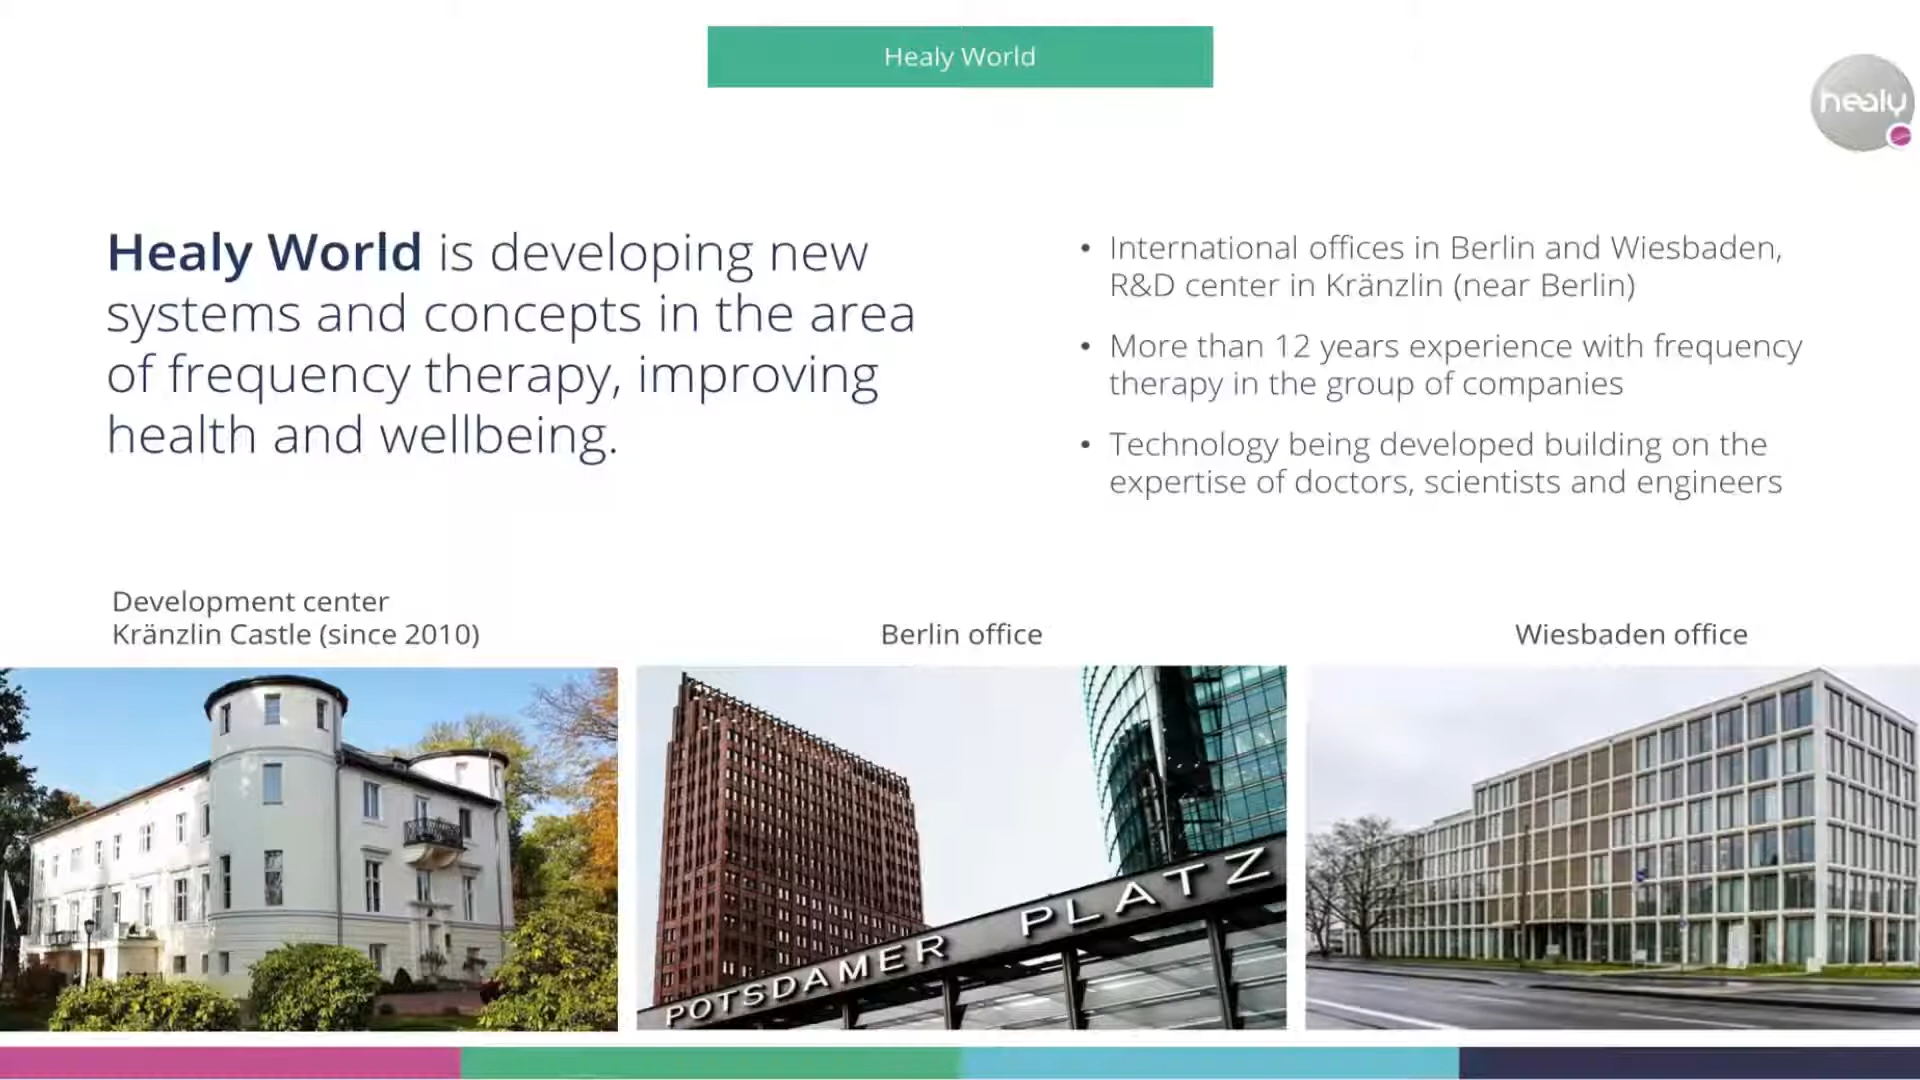 Healy World
healy
Healy World is developing new
systems and concepts in the area
of frequency therapy, improving
health and wellbeing.
• International offices in Berlin and Wiesbaden,
R&D center in Kränzlin (near Berlin)
• More than 12 years experience with frequency
therapy in the group of companies
• Technology being developed building on the
expertise of doctors, scientists and engineers
Development center
Kränzlin Castle (since 2010)
Berlin office
Wiesbaden office
POTSDAMER PLATZ